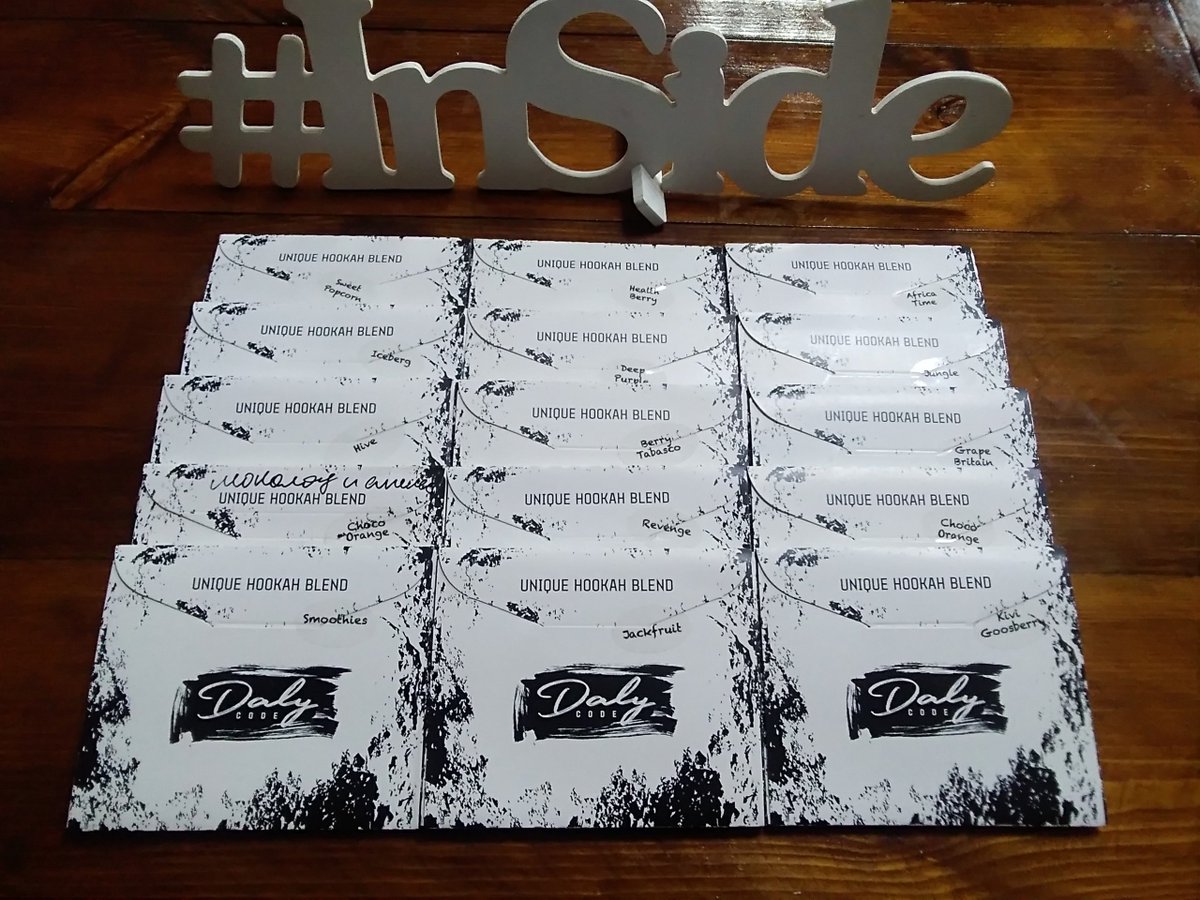 #InSide
UNIQUE HOOKAH BLEND
Sweet
Popcorn
UNIQUE HOOKAH BLEND
Health
Berry
UNIQUE HOOKAH BLEND
Africa
Time
UNIQUE HOOKAH BLEND
Iceberg
UNIQUE HOOKAH BLEND
Deep
Purple
UNIQUE HOOKAH BLEND
Jungle
UNIQUE HOOKAH BLEND
Hive
UNIQUE HOOKAH BLEND
Berry
Tabasco
UNIQUE HOOKAH BLEND
Grape
Britain
шоколад и апель
UNIQUE HOOKAH BLEND
Choco
Orange
UNIQUE HOOKAH BLEND
Revenge
UNIQUE HOOKAH BLEND
Choco
Orange
UNIQUE HOOKAH BLEND
Smoothies
Daly
CODE
UNIQUE HOOKAH BLEND
Jackfruit
Daly
CODE
UNIQUE HOOKAH BLEND
Kivi
Goosberry
Daly
CODE